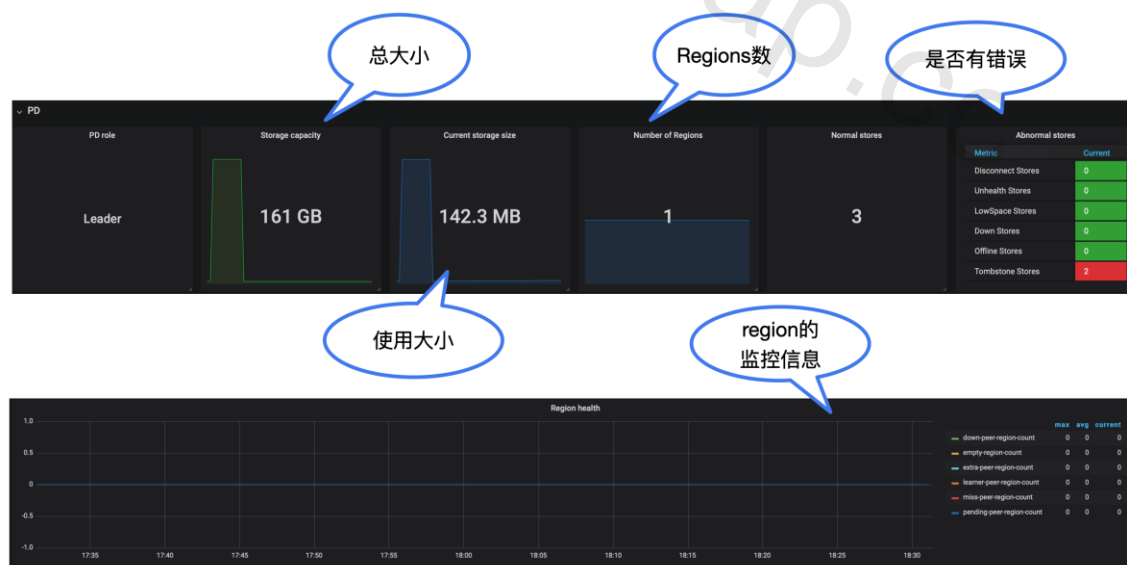 总大小
Regions数
是否有错误
PD
PD role
Storage capacity
Current storage size
Number of Regions
Normal stores
Abnormal stores
Metric Current
Disconnect Stores 0
Unhealth Stores 0
LowSpace Stores 0
Down Stores 0
Offline Stores 0
Tombstone Stores 2
Leader
161 GB
142.3 MB
1
3
使用大小
region的
监控信息
Region health
1.0
0.5
0
-0.5
-1.0
17:35 17:40 17:45 17:50 17:55 18:00 18:05 18:10 18:15 18:20 18:25 18:30
max avg current
down-peer-region-count 0 0 0
empty-region-count 0 0 0
extra-peer-region-count 0 0 0
learner-peer-region-count 0 0 0
miss-peer-region-count 0 0 0
pending-peer-region-count 0 0 0